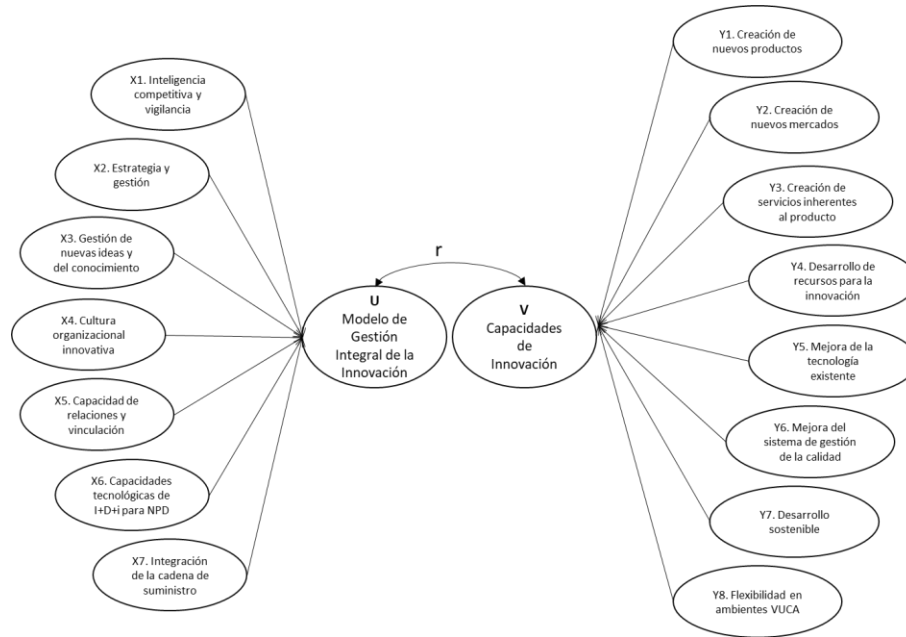 X1. Inteligencia
competitiva y
vigilancia
X2. Estrategia y
gestión
X3. Gestión de
nuevas ideas y
del conocimiento
X4. Cultura
organizacional
innovativa
X5. Capacidad de
relaciones y
vinculación
X6. Capacidades
tecnológicas de
I+D+i para NPD
X7. Integración
de la cadena de
suministro
r
U
Modelo de
Gestión
Integral de la
Innovación
V
Capacidades
de
Innovación
Y1. Creación de
nuevos productos
Y2. Creación de
nuevos mercados
Y3. Creación de
servicios inherentes
al producto
Y4. Desarrollo de
recursos para la
innovación
Y5. Mejora de la
tecnología
existente
Y6. Mejora del
sistema de gestión
de la calidad
Y7. Desarrollo
sostenible
Y8. Flexibilidad en
ambientes VUCA